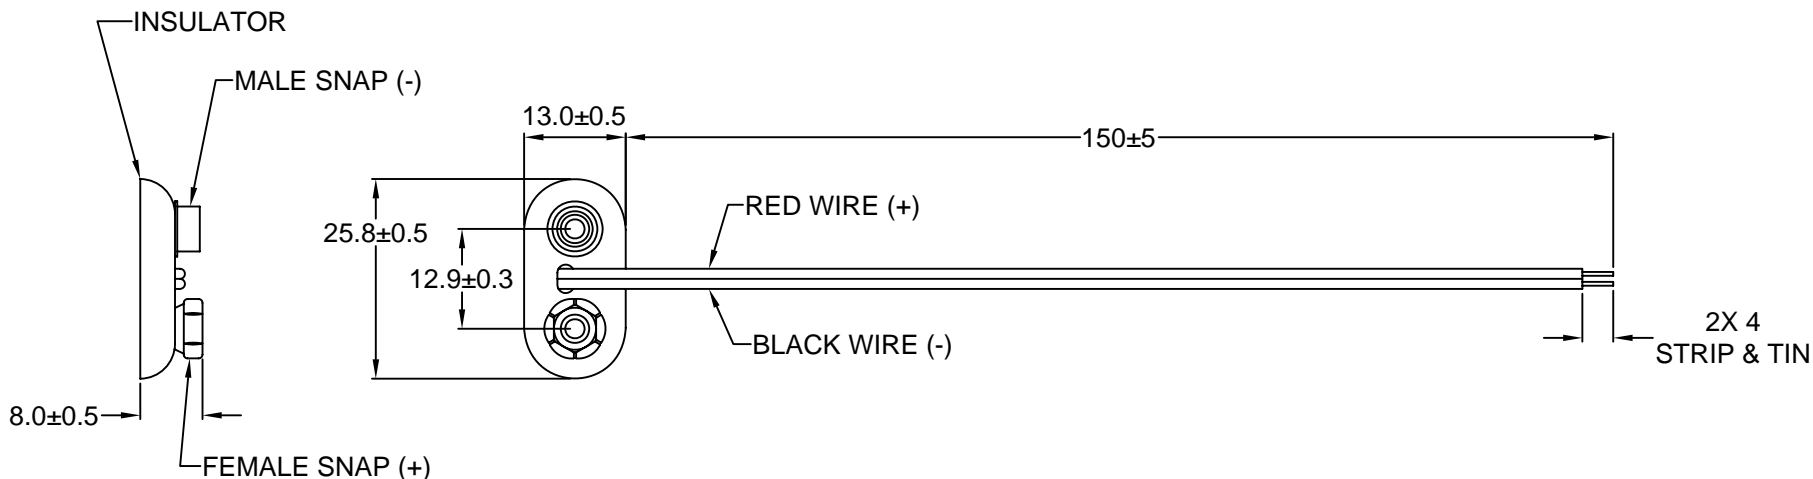 INSULATOR
MALE SNAP (-)
13.0±0.5
150±5
RED WIRE (+)
25.8±0.5
12.9±0.3
BLACK WIRE (-)
2X 4
STRIP & TIN
8.0±0.5
FEMALE SNAP (+)